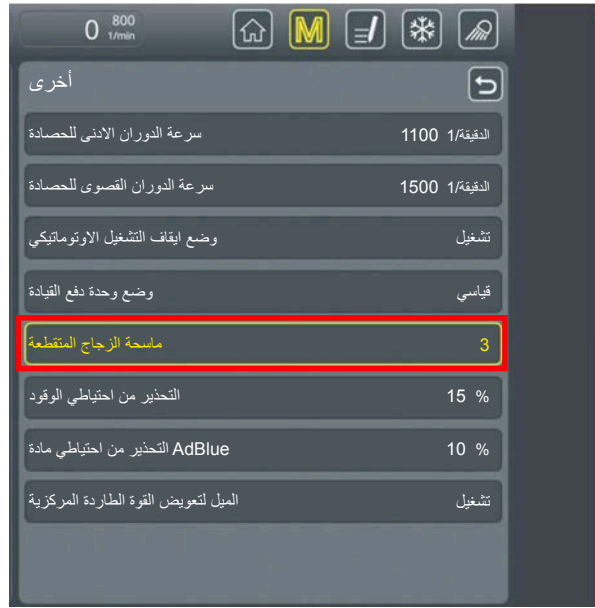 0 800
1/min
M
أخرى
سرعة الدوران الادنى للحصادة 1100 الدقيقة/1
سرعة الدوران القصوى للحصادة 1500 الدقيقة/1
وضع ايقاف التشغيل الاوتوماتيكي تشغيل
وضع وحدة دفع القيادة قياسي
ماسحة الزجاج المتقطعة 3
التحذير من احتياطي الوقود 15 %
التحذير من احتياطي مادة AdBlue 10 %
الميل لتعويض القوة الطاردة المركزية تشغيل